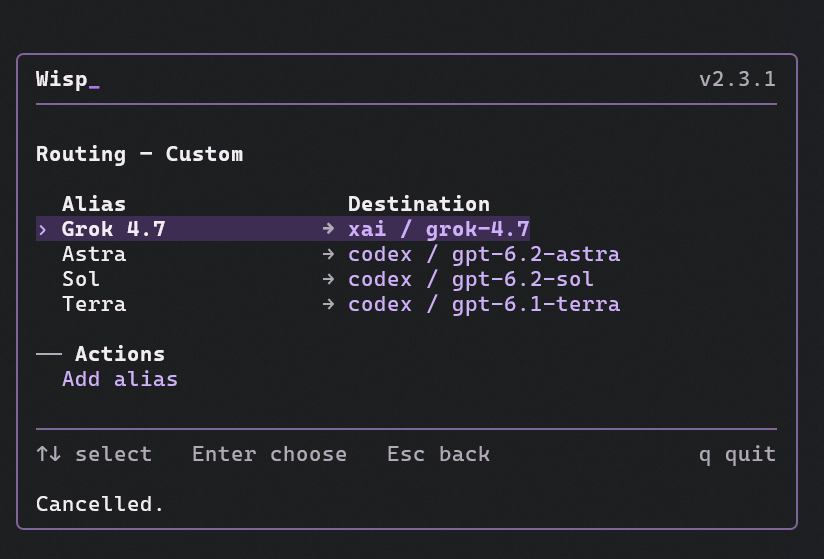 Wisp_ v2.3.1
Routing – Custom
Alias Destination
› Grok 4.7 → xai / grok-4.7
Astra → codex / gpt-6.2-astra
Sol → codex / gpt-6.2-sol
Terra → codex / gpt-6.1-terra
── Actions
Add alias
↑↓ select Enter choose Esc back q quit
Cancelled.